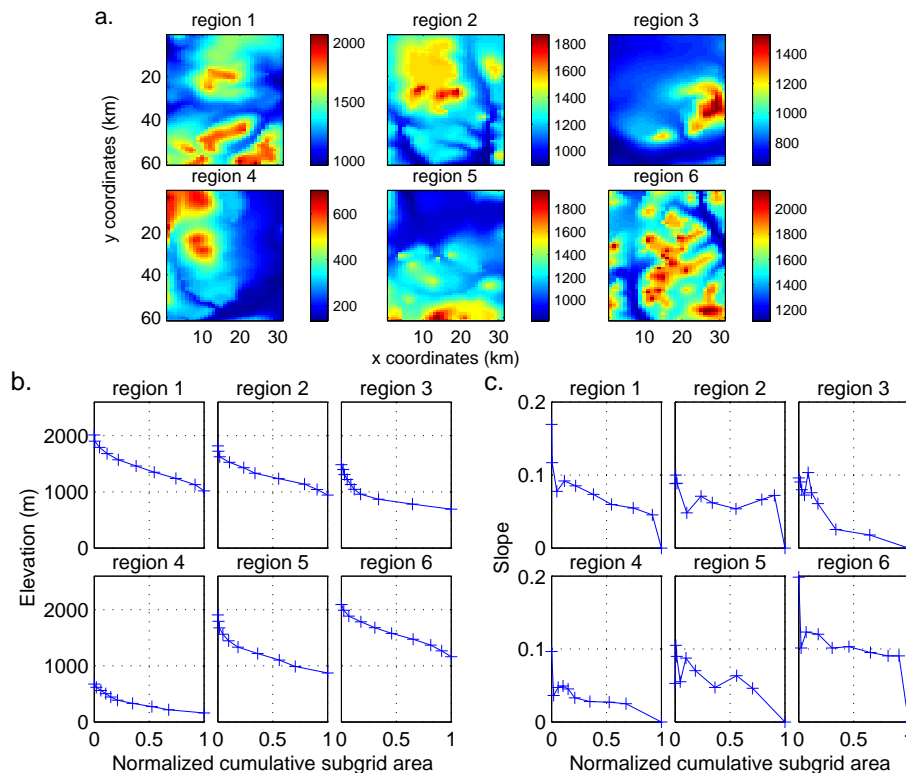 a.
region 1 region 2 region 3
2000
1500
1000
1800
1600
1400
1200
1000
1400
1200
1000
800
20
40
60
region 4 region 5 region 6
600
400
200
1800
1600
1400
1200
1000
2000
1800
1600
1400
1200
20
40
60
y coordinates (km)
10 20 30 10 20 30 10 20 30
x coordinates (km)
b.
region 1 region 2 region 3
2000
1000
0
region 4 region 5 region 6
2000
1000
0
Elevation (m)
0 0.5 1 0 0.5 1 0 0.5 1
Normalized cumulative subgrid area
c.
region 1 region 2 region 3
0.2
0.1
0
region 4 region 5 region 6
0.2
0.1
0
Slope
0 0.5 1 0 0.5 1 0 0.5 1
Normalized cumulative subgrid area